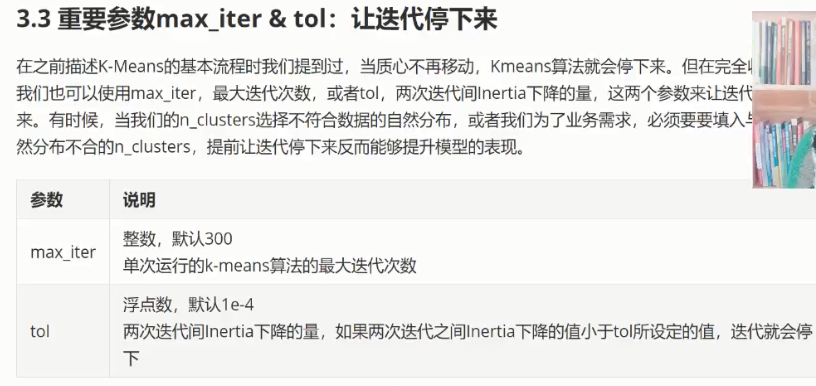 3.3 重要参数max_iter & tol：让迭代停下来
在之前描述K-Means的基本流程时我们提到过，当质心不再移动，Kmeans算法就会停下来。但在完全
我们也可以使用max_iter，最大迭代次数，或者tol，两次迭代间Inertia下降的量，这两个参数来让迭代
来。有时候，当我们的n_clusters选择不符合数据的自然分布，或者我们为了业务需求，必须要填入
然分布不合的n_clusters，提前让迭代停下来反而能够提升模型的表现。
参数 说明
max_iter
整数，默认300
单次运行的k-means算法的最大迭代次数
tol
浮点数，默认1e-4
两次迭代间Inertia下降的量，如果两次迭代之间Inertia下降的值小于tol所设定的值，迭代就会停
下